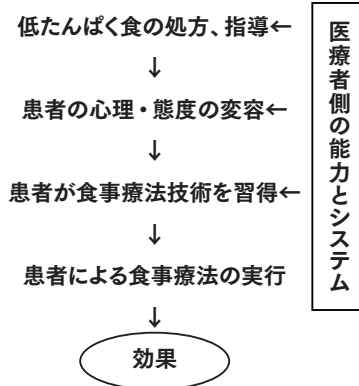 低たんぱく食の処方、指導←
↓
患者の心理・態度の変容←
↓
患者が食事療法技術を習得←
↓
患者による食事療法の実行
↓
効果
医療者側の能力とシステム